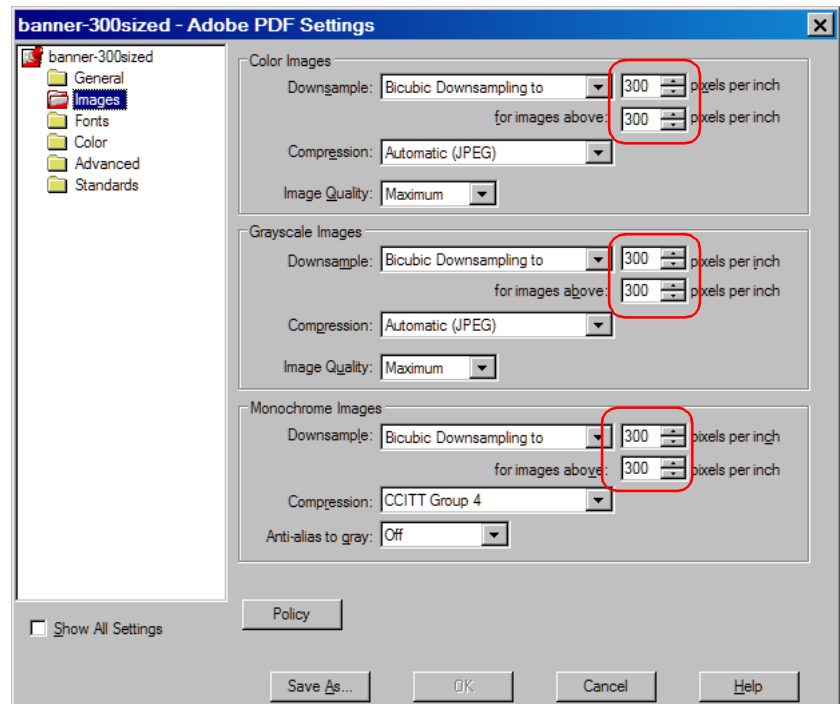 banner-300sized - Adobe PDF Settings
banner-300sized
General
Images
Fonts
Color
Advanced
Standards
Show All Settings
Color Images
Downsample: Bicubic Downsampling to 300 pixels per inch
for images above: 300 pixels per inch
Compression: Automatic (JPEG)
Image Quality: Maximum
Grayscale Images
Downsample: Bicubic Downsampling to 300 pixels per inch
for images above: 300 pixels per inch
Compression: Automatic (JPEG)
Image Quality: Maximum
Monochrome Images
Downsample: Bicubic Downsampling to 300 pixels per inch
for images above: 300 pixels per inch
Compression: CCITT Group 4
Anti-alias to gray: Off
Policy
Save As... OK Cancel Help